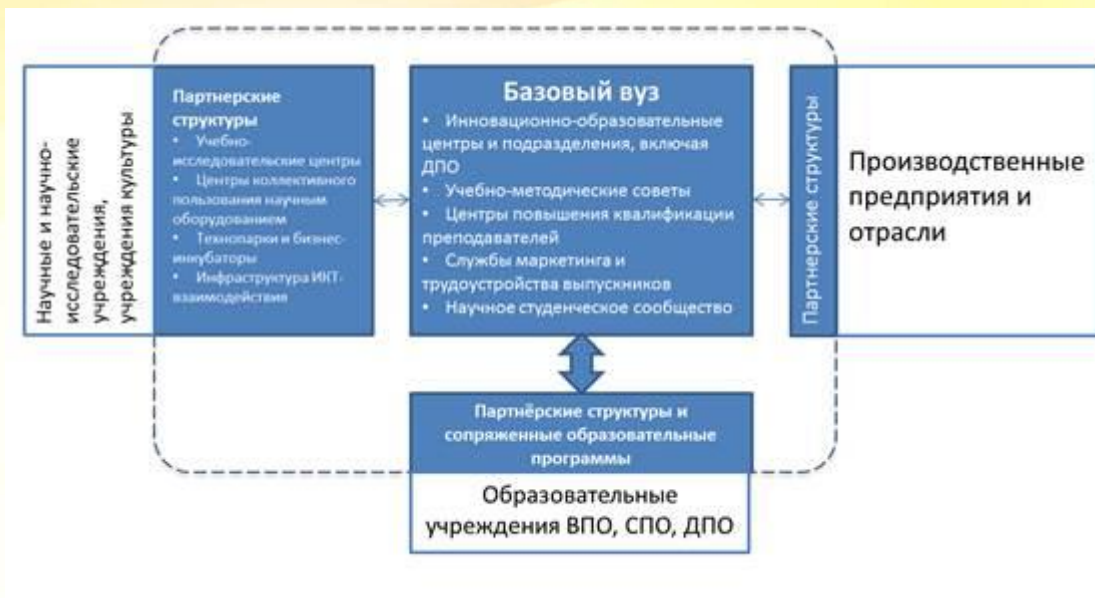 Научные и научно-
исследовательские
учреждения,
учреждения культуры
Партнерские
структуры
• Учебно-
исследовательские центры
• Центры коллективного
пользования научным
оборудованием
• Технопарки и бизнес-
инкубаторы
• Инфраструктура ИКТ-
взаимодействия
Базовый вуз
• Инновационно-образовательные
центры и подразделения, включая
ДПО
• Учебно-методические советы
• Центры повышения квалификации
преподавателей
• Службы маркетинга и
трудоустройства выпускников
• Научное студенческое сообщество
Партнерские структуры
Производственные
предприятия и
отрасли
Партнёрские структуры и
сопряженные образовательные
программы
Образовательные
учреждения ВПО, СПО, ДПО